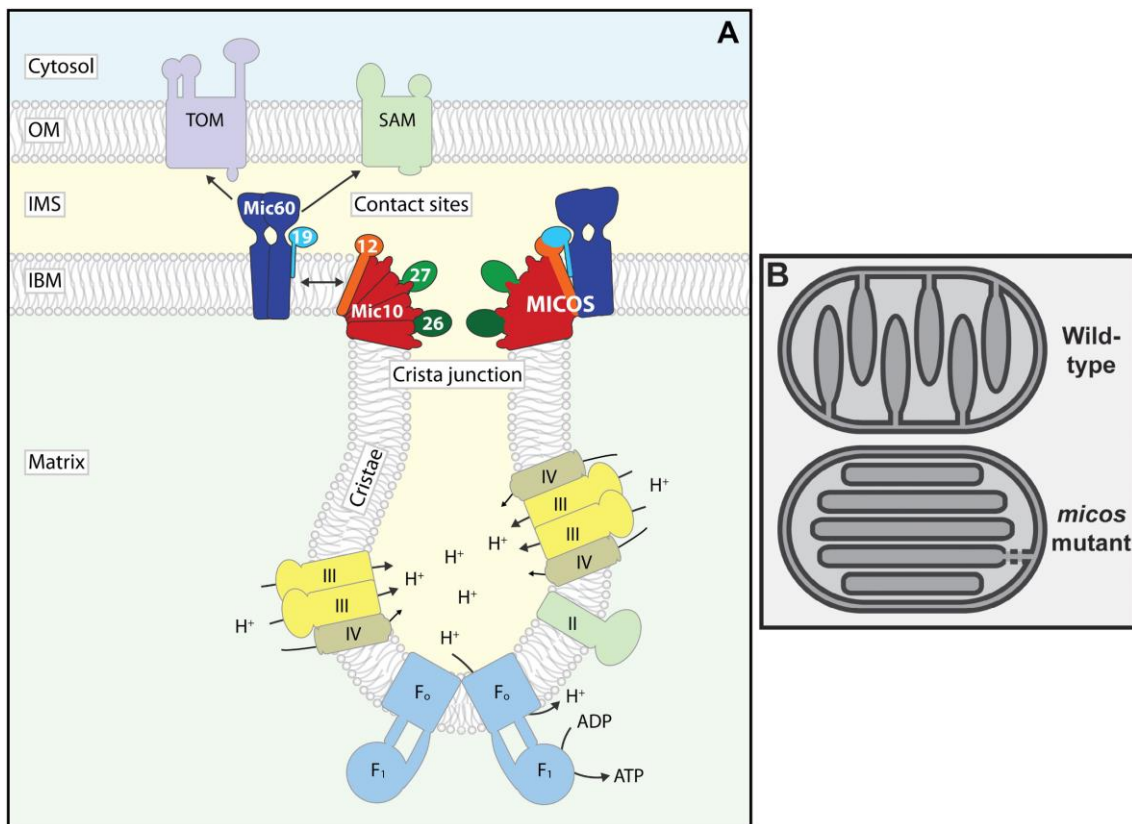 A
Cytosol
TOM
SAM
OM
IMS
Mic60
Contact sites
19
12
27
IBM
Mic10
26
MICOS
Crista junction
Matrix
Cristae
IV
III
H⁺
III
H⁺
IV
H⁺
III
H⁺
H⁺
III
H⁺
IV
H⁺
II
H⁺
Fₒ
Fₒ
H⁺
ADP
F₁
F₁
ATP
B
Wild-
type
micos
mutant